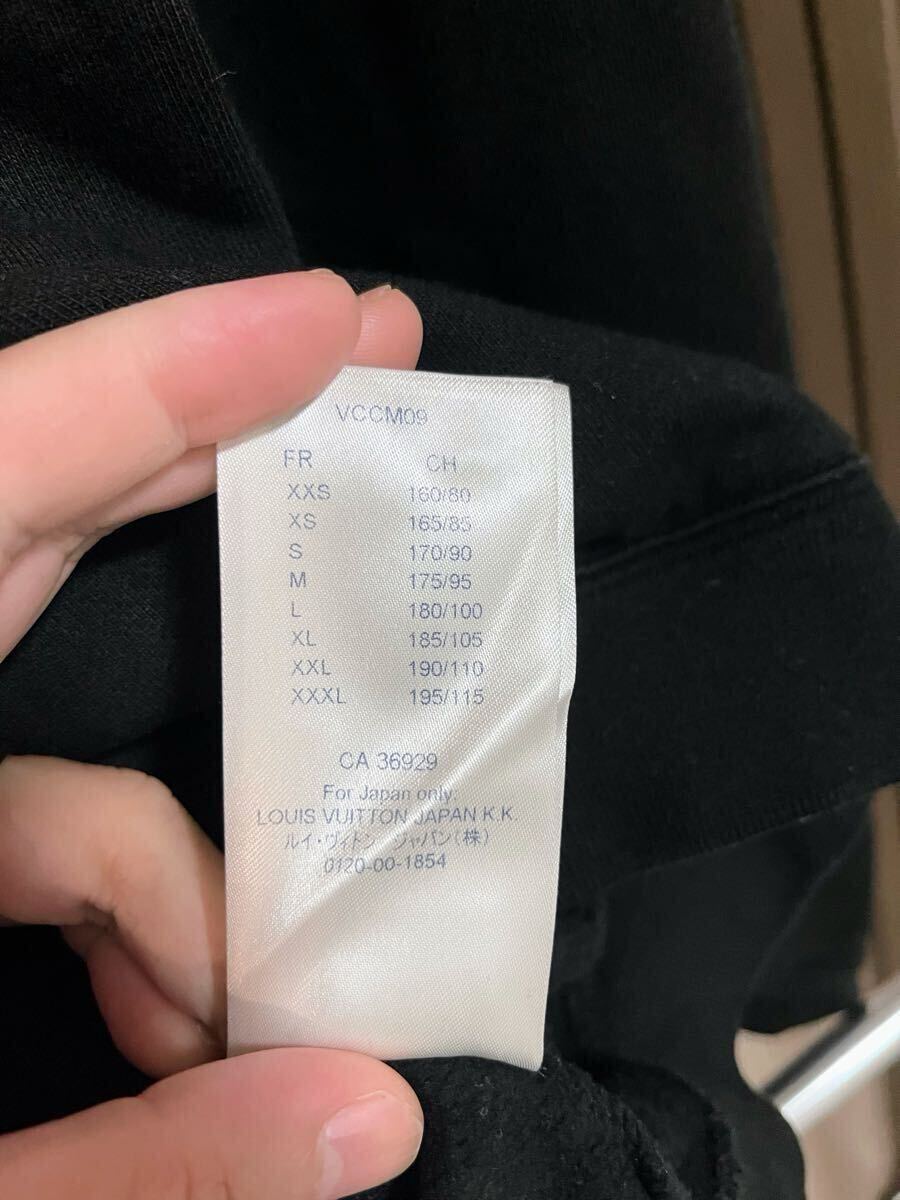 VCCM09
FR CH
XXS 160/80
XS 165/85
S 170/90
M 175/95
L 180/100
XL 185/105
XXL 190/110
XXXL 195/115
CA 36929
For Japan only:
LOUIS VUITTON JAPAN K.K.
ルイ・ヴィトン ジャパン(株)
0120-00-1854